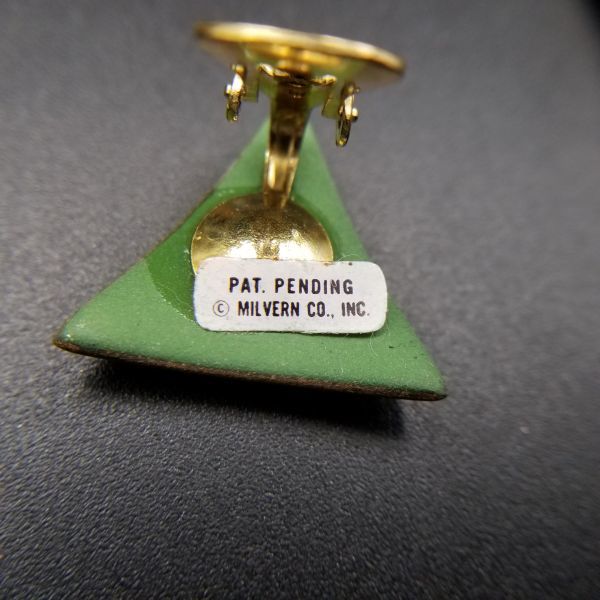 PAT. PENDING
© MILVERN CO., INC.